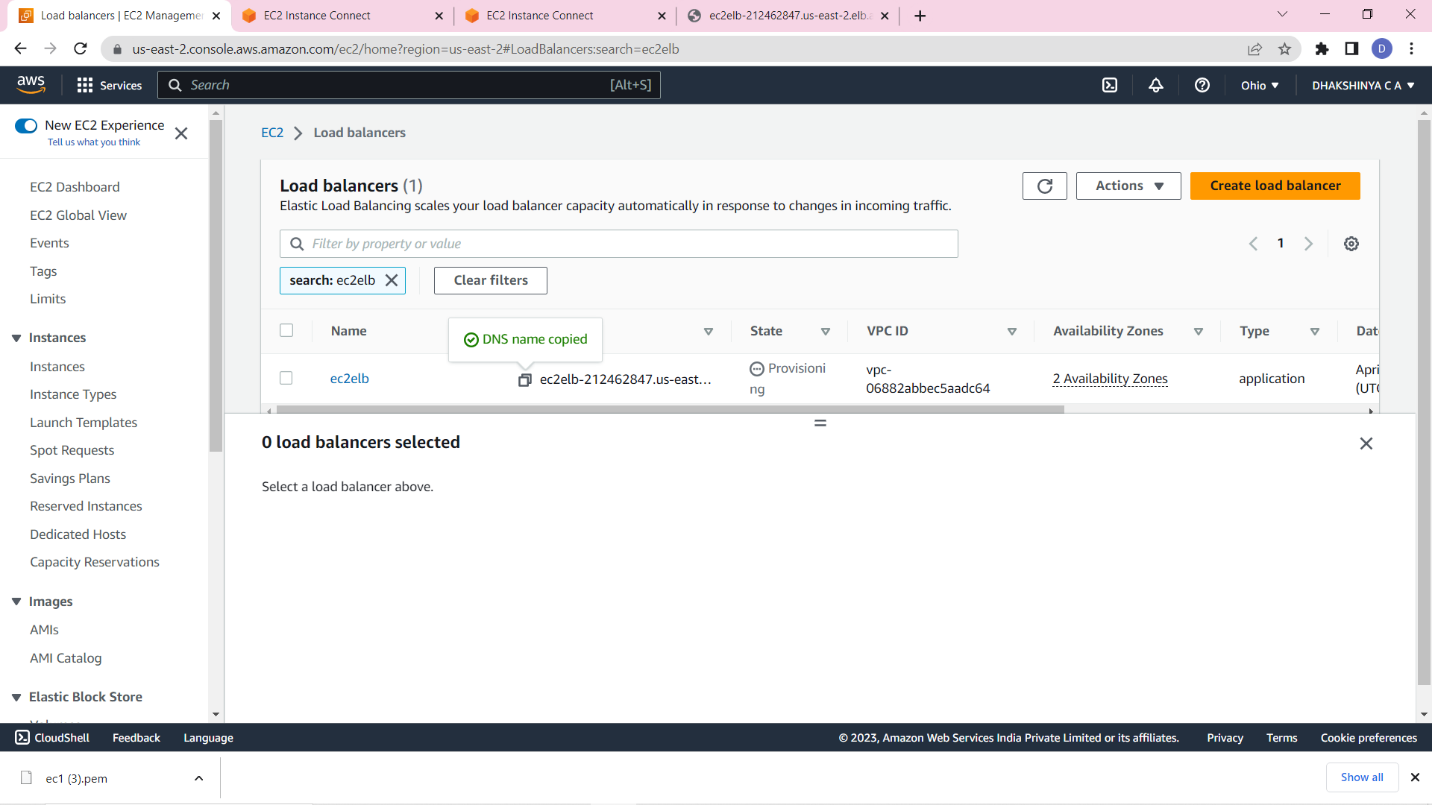 Load balancers | EC2 Manageme
EC2 Instance Connect
EC2 Instance Connect
ec2elb-212462847.us-east-2.elb.a
us-east-2.console.aws.amazon.com/ec2/home?region=us-east-2#LoadBalancers:search=ec2elb
D
aws
Services
Search
[Alt+S]
Ohio
DHAKSHINYA C A
New EC2 Experience
Tell us what you think
EC2 Dashboard
EC2 Global View
Events
Tags
Limits
Instances
Instances
Instance Types
Launch Templates
Spot Requests
Savings Plans
Reserved Instances
Dedicated Hosts
Capacity Reservations
Images
AMIs
AMI Catalog
Elastic Block Store
EC2
Load balancers
Load balancers (1)
Elastic Load Balancing scales your load balancer capacity automatically in response to changes in incoming traffic.
Actions
Create load balancer
Filter by property or value
1
search: ec2elb
Clear filters
Name
State
VPC ID
Availability Zones
Type
Dat
DNS name copied
ec2elb
ec2elb-212462847.us-east...
Provisioni
ng
vpc-
06882abbec5aadc64
2 Availability Zones
application
Apri
(UT
0 load balancers selected
Select a load balancer above.
CloudShell
Feedback
Language
© 2023, Amazon Web Services India Private Limited or its affiliates.
Privacy
Terms
Cookie preferences
ec1 (3).pem
Show all